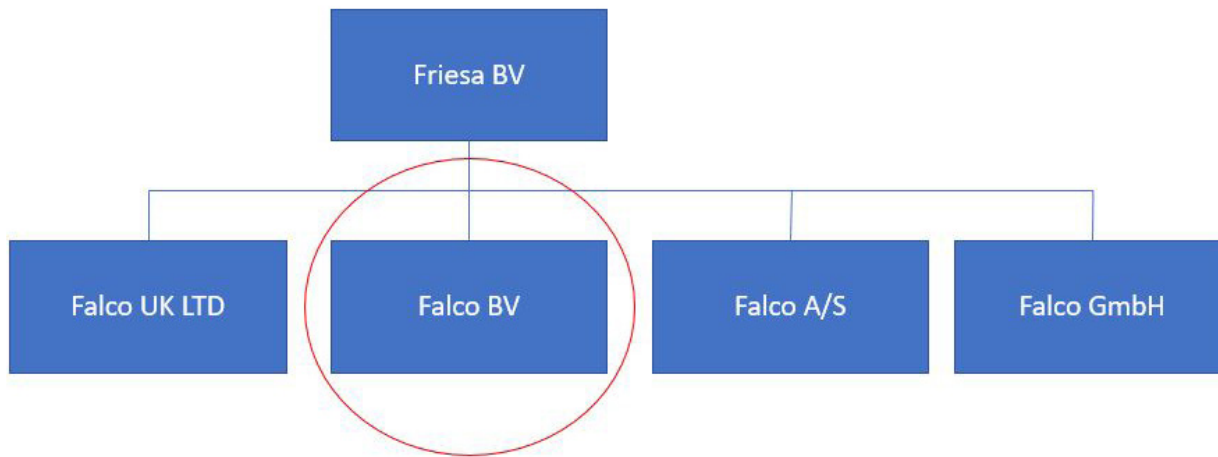 Friesa BV
Falco UK LTD
Falco BV
Falco A/S
Falco GmbH